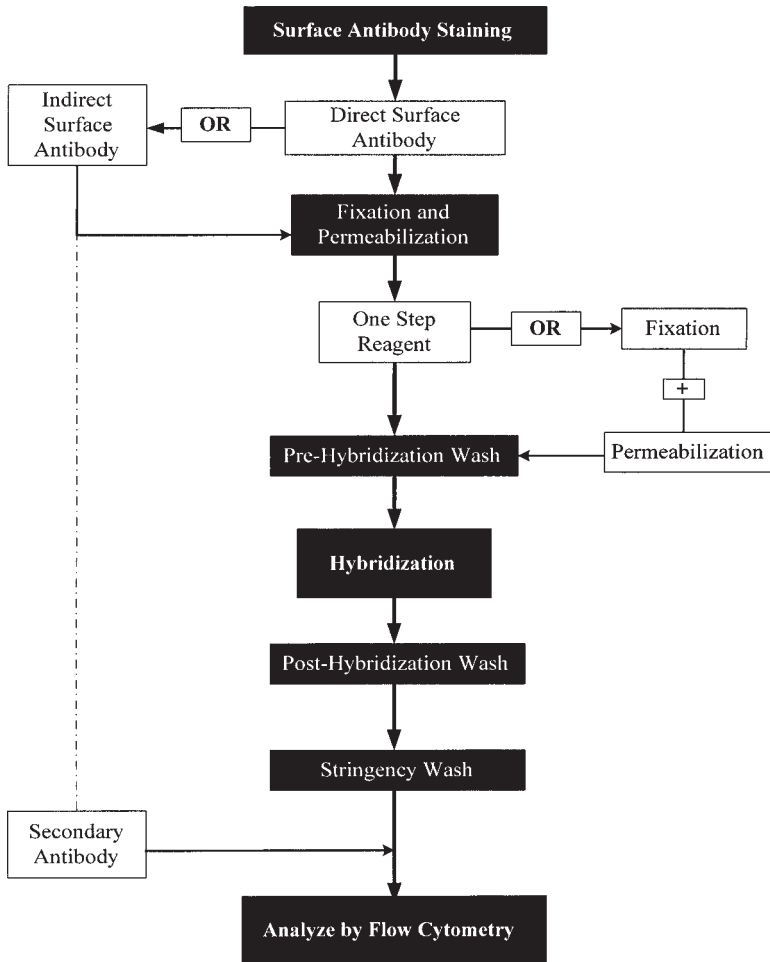 Surface Antibody Staining
Indirect
Surface
Antibody
OR
Direct Surface
Antibody
Fixation and
Permeabilization
One Step
Reagent
OR
Fixation
+
Permeabilization
Pre-Hybridization Wash
Hybridization
Post-Hybridization Wash
Stringency Wash
Secondary
Antibody
Analyze by Flow Cytometry